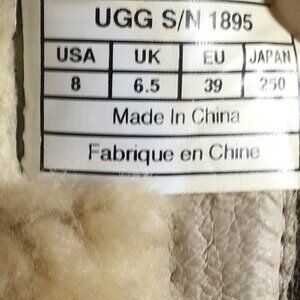 UGG S/N 1895
USA UK EU JAPAN
8 6.5 39 250
Made In China
Fabrique en Chine